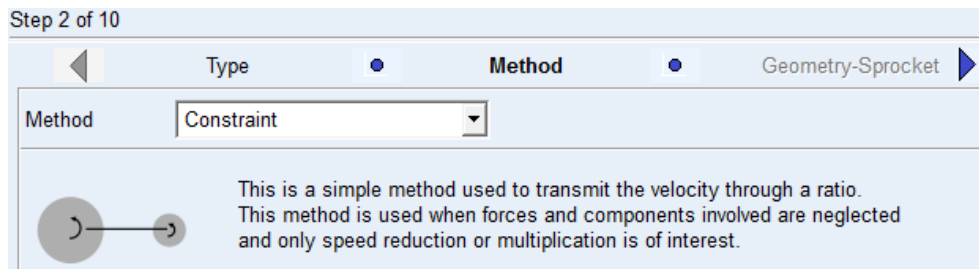 Step 2 of 10
Type Method Geometry-Sprocket
Method Constraint
This is a simple method used to transmit the velocity through a ratio.
This method is used when forces and components involved are neglected
and only speed reduction or multiplication is of interest.